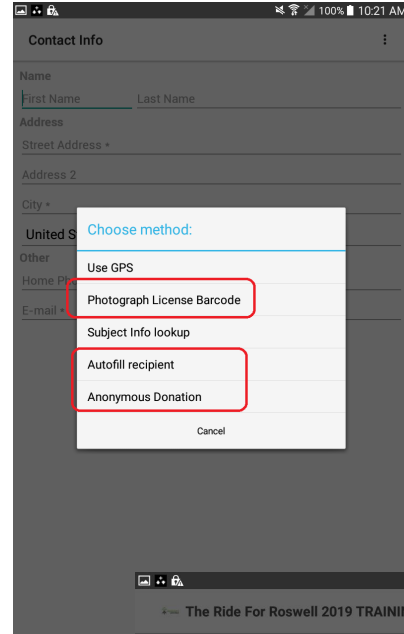 100% 10:21 AM
Contact Info
Name
First Name Last Name
Address
Street Address *
Address 2
City *
United S
Other
Home Pho
E-mail *
Choose method:
Use GPS
Photograph License Barcode
Subject Info lookup
Autofill recipient
Anonymous Donation
Cancel
The Ride For Roswell 2019 TRAINI